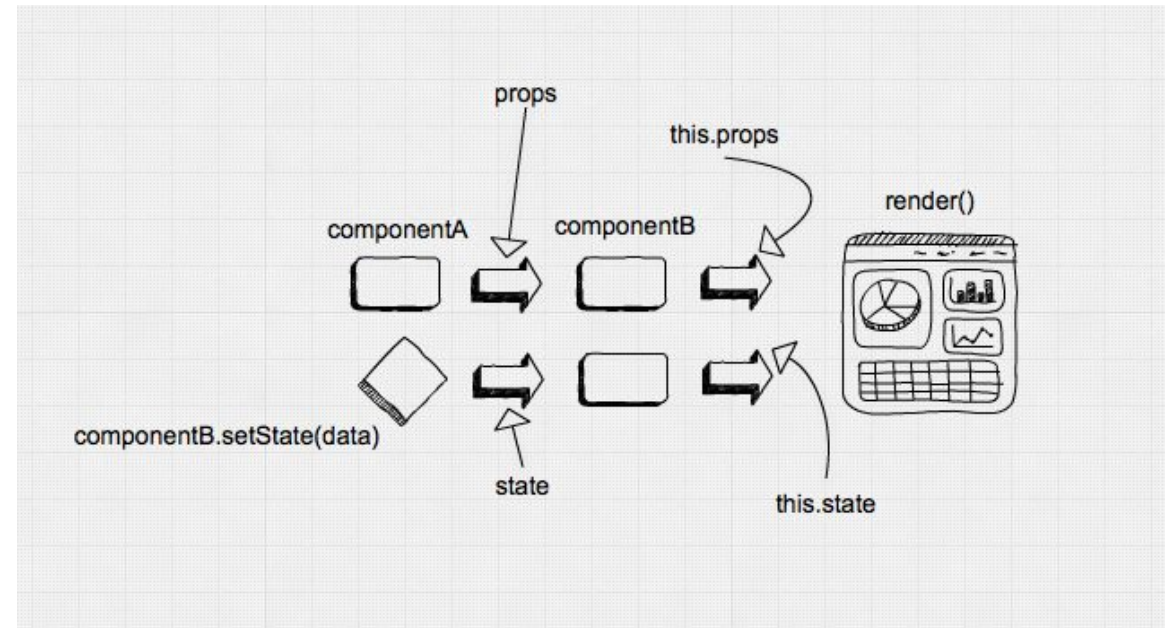 props
this.props
render()
componentA
componentB
componentB.setState(data)
state
this.state